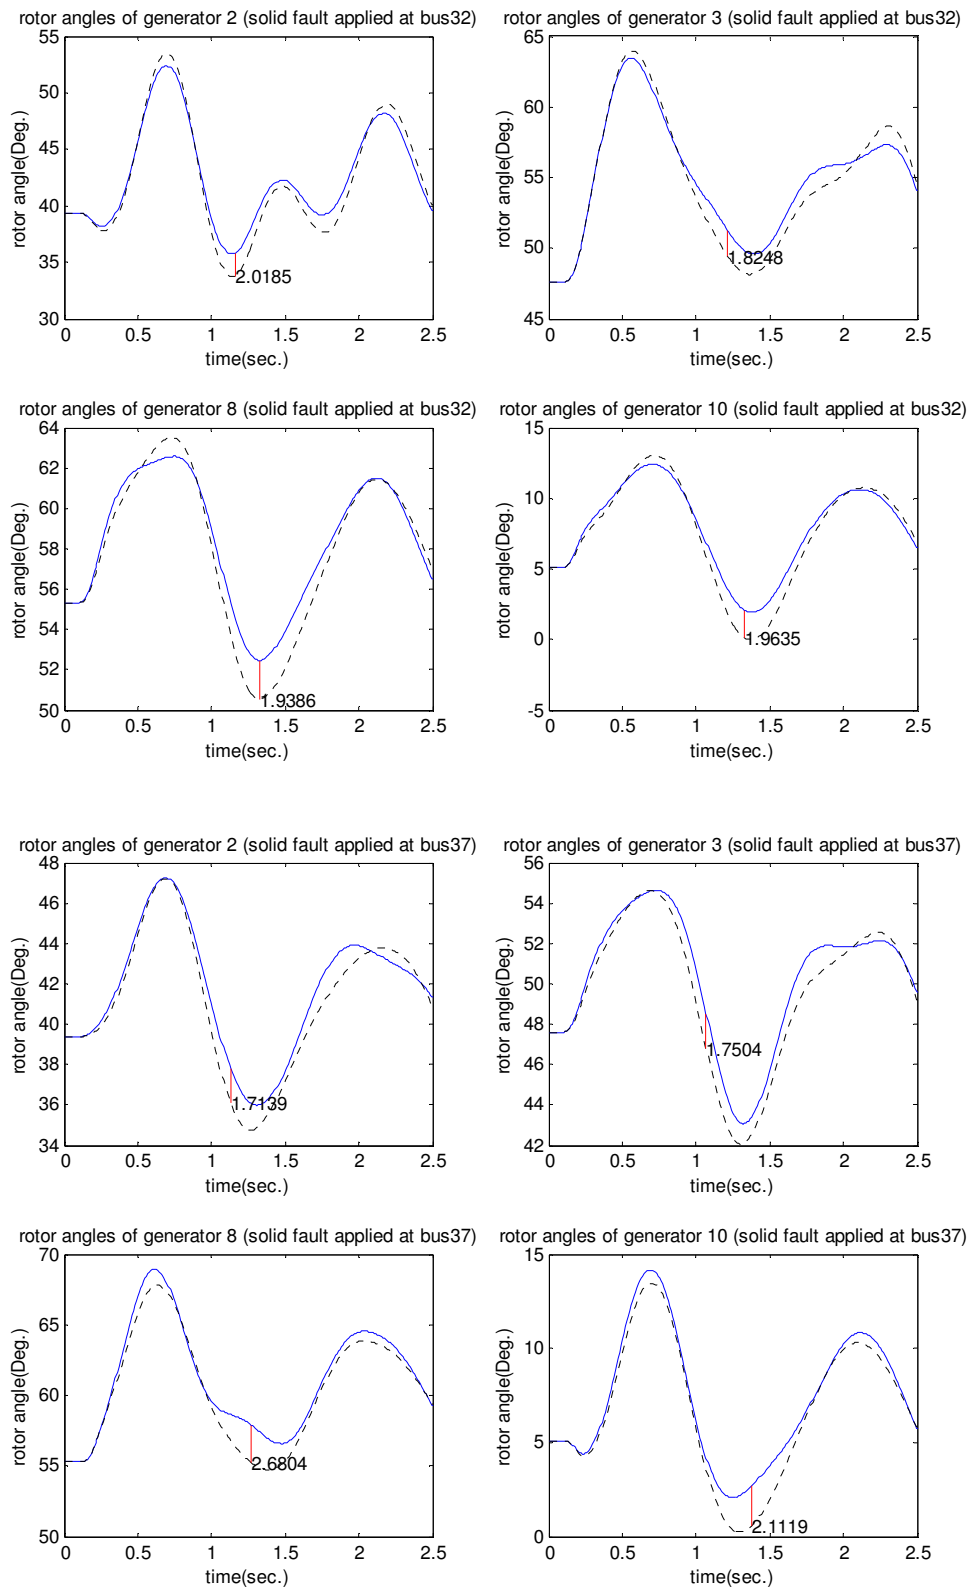 rotor angles of generator 2 (solid fault applied at bus32)
55
50
45
40
35
30
rotor angle(Deg.)
2.0185
0 0.5 1 1.5 2 2.5
time(sec.)
rotor angles of generator 3 (solid fault applied at bus32)
65
60
55
50
45
rotor angle(Deg.)
1.8248
0 0.5 1 1.5 2 2.5
time(sec.)
rotor angles of generator 8 (solid fault applied at bus32)
64
62
60
58
56
54
52
50
rotor angle(Deg.)
1.9386
0 0.5 1 1.5 2 2.5
time(sec.)
rotor angles of generator 10 (solid fault applied at bus32)
15
10
5
0
-5
rotor angle(Deg.)
1.9635
0 0.5 1 1.5 2 2.5
time(sec.)
rotor angles of generator 2 (solid fault applied at bus37)
48
46
44
42
40
38
36
34
rotor angle(Deg.)
1.7139
0 0.5 1 1.5 2 2.5
time(sec.)
rotor angles of generator 3 (solid fault applied at bus37)
56
54
52
50
48
46
44
42
rotor angle(Deg.)
1.7504
0 0.5 1 1.5 2 2.5
time(sec.)
rotor angles of generator 8 (solid fault applied at bus37)
70
65
60
55
50
rotor angle(Deg.)
2.6804
0 0.5 1 1.5 2 2.5
time(sec.)
rotor angles of generator 10 (solid fault applied at bus37)
15
10
5
0
rotor angle(Deg.)
2.1119
0 0.5 1 1.5 2 2.5
time(sec.)